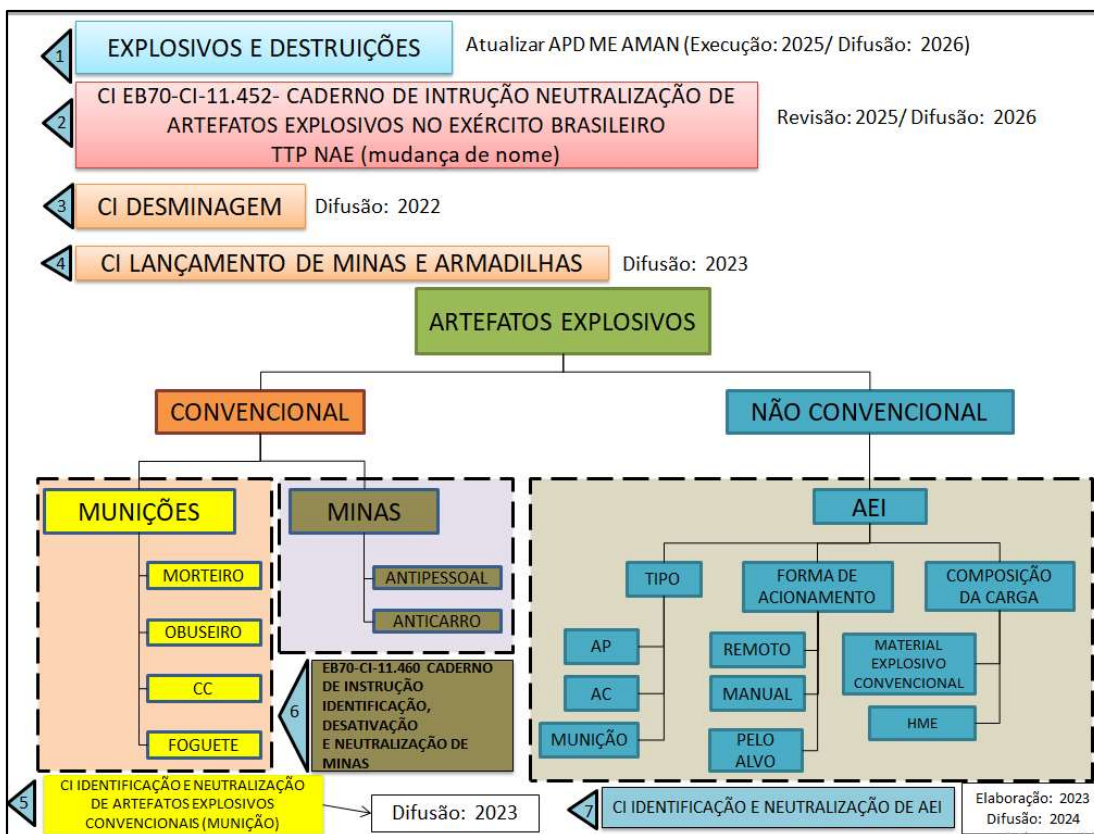 1
EXPLOSIVOS E DESTRUIÇÕES
Atualizar APD ME AMAN (Execução: 2025/ Difusão: 2026)
2
CI EB70-CI-11.452- CADERNO DE INTRUÇÃO NEUTRALIZAÇÃO DE
ARTEFATOS EXPLOSIVOS NO EXÉRCITO BRASILEIRO
TTP NAE (mudança de nome)
Revisão: 2025/ Difusão: 2026
3
CI DESMINAGEM
Difusão: 2022
4
CI LANÇAMENTO DE MINAS E ARMADILHAS
Difusão: 2023
ARTEFATOS EXPLOSIVOS
CONVENCIONAL
NÃO CONVENCIONAL
MUNIÇÕES
MORTEIRO
OBUSEIRO
CC
FOGUETE
MINAS
ANTIPESSOAL
ANTICARRO
6
EB70-CI-11.460 CADERNO
DE INSTRUÇÃO
IDENTIFICAÇÃO,
DESATIVAÇÃO
E NEUTRALIZAÇÃO DE
MINAS
AEI
TIPO
AP
AC
MUNIÇÃO
FORMA DE
ACIONAMENTO
REMOTO
MANUAL
PELO
ALVO
COMPOSIÇÃO
DA CARGA
MATERIAL
EXPLOSIVO
CONVENCIONAL
HME
5
CI IDENTIFICAÇÃO E NEUTRALIZAÇÃO
DE ARTEFATOS EXPLOSIVOS
CONVENCIONAIS (MUNIÇÃO)
Difusão: 2023
7
CI IDENTIFICAÇÃO E NEUTRALIZAÇÃO DE AEI
Elaboração: 2023
Difusão: 2024